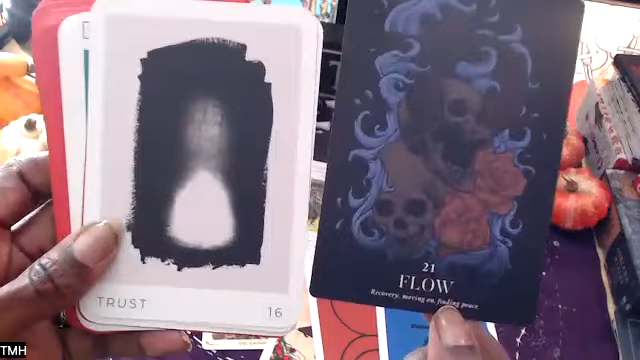 TRUST
16
21
FLOW
Recovery, moving on, finding peace
TMH